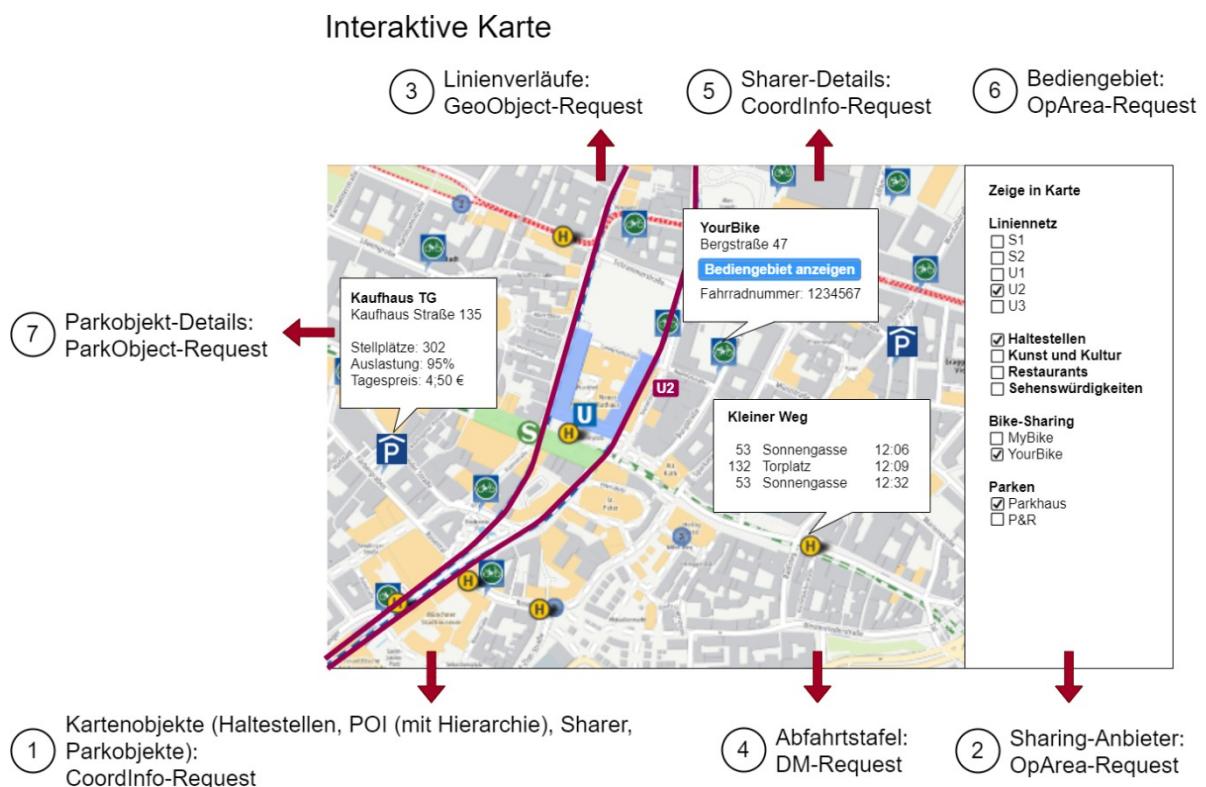 Interaktive Karte
3
Linienverläufe:
GeoObject-Request
5
Sharer-Details:
CoordInfo-Request
6
Bediengebiet:
OpArea-Request
7
Parkobjekt-Details:
ParkObject-Request
Kaufhaus TG
Kaufhaus Straße 135
Stellplätze: 302
Auslastung: 95%
Tagespreis: 4;50 €
YourBike
Bergstraße 47
Bediengebiet anzeigen
Fahrradnummer: 1234567
H
P
U2
U
S
H
P
Kleiner Weg
53 Sonnengasse 12:06
132 Torplatz 12:09
53 Sonnengasse 12:32
H
H
H
H
Zeige in Karte
Liniennetz
S1
S2
U1
U2
U3
Haltestellen
Kunst und Kultur
Restaurants
Sehenswürdigkeiten
Bike-Sharing
MyBike
YourBike
Parken
Parkhaus
P&R
1
Kartenobjekte (Haltestellen, POI (mit Hierarchie), Sharer,
Parkobjekte):
CoordInfo-Request
4
Abfahrtstafel:
DM-Request
2
Sharing-Anbieter:
OpArea-Request